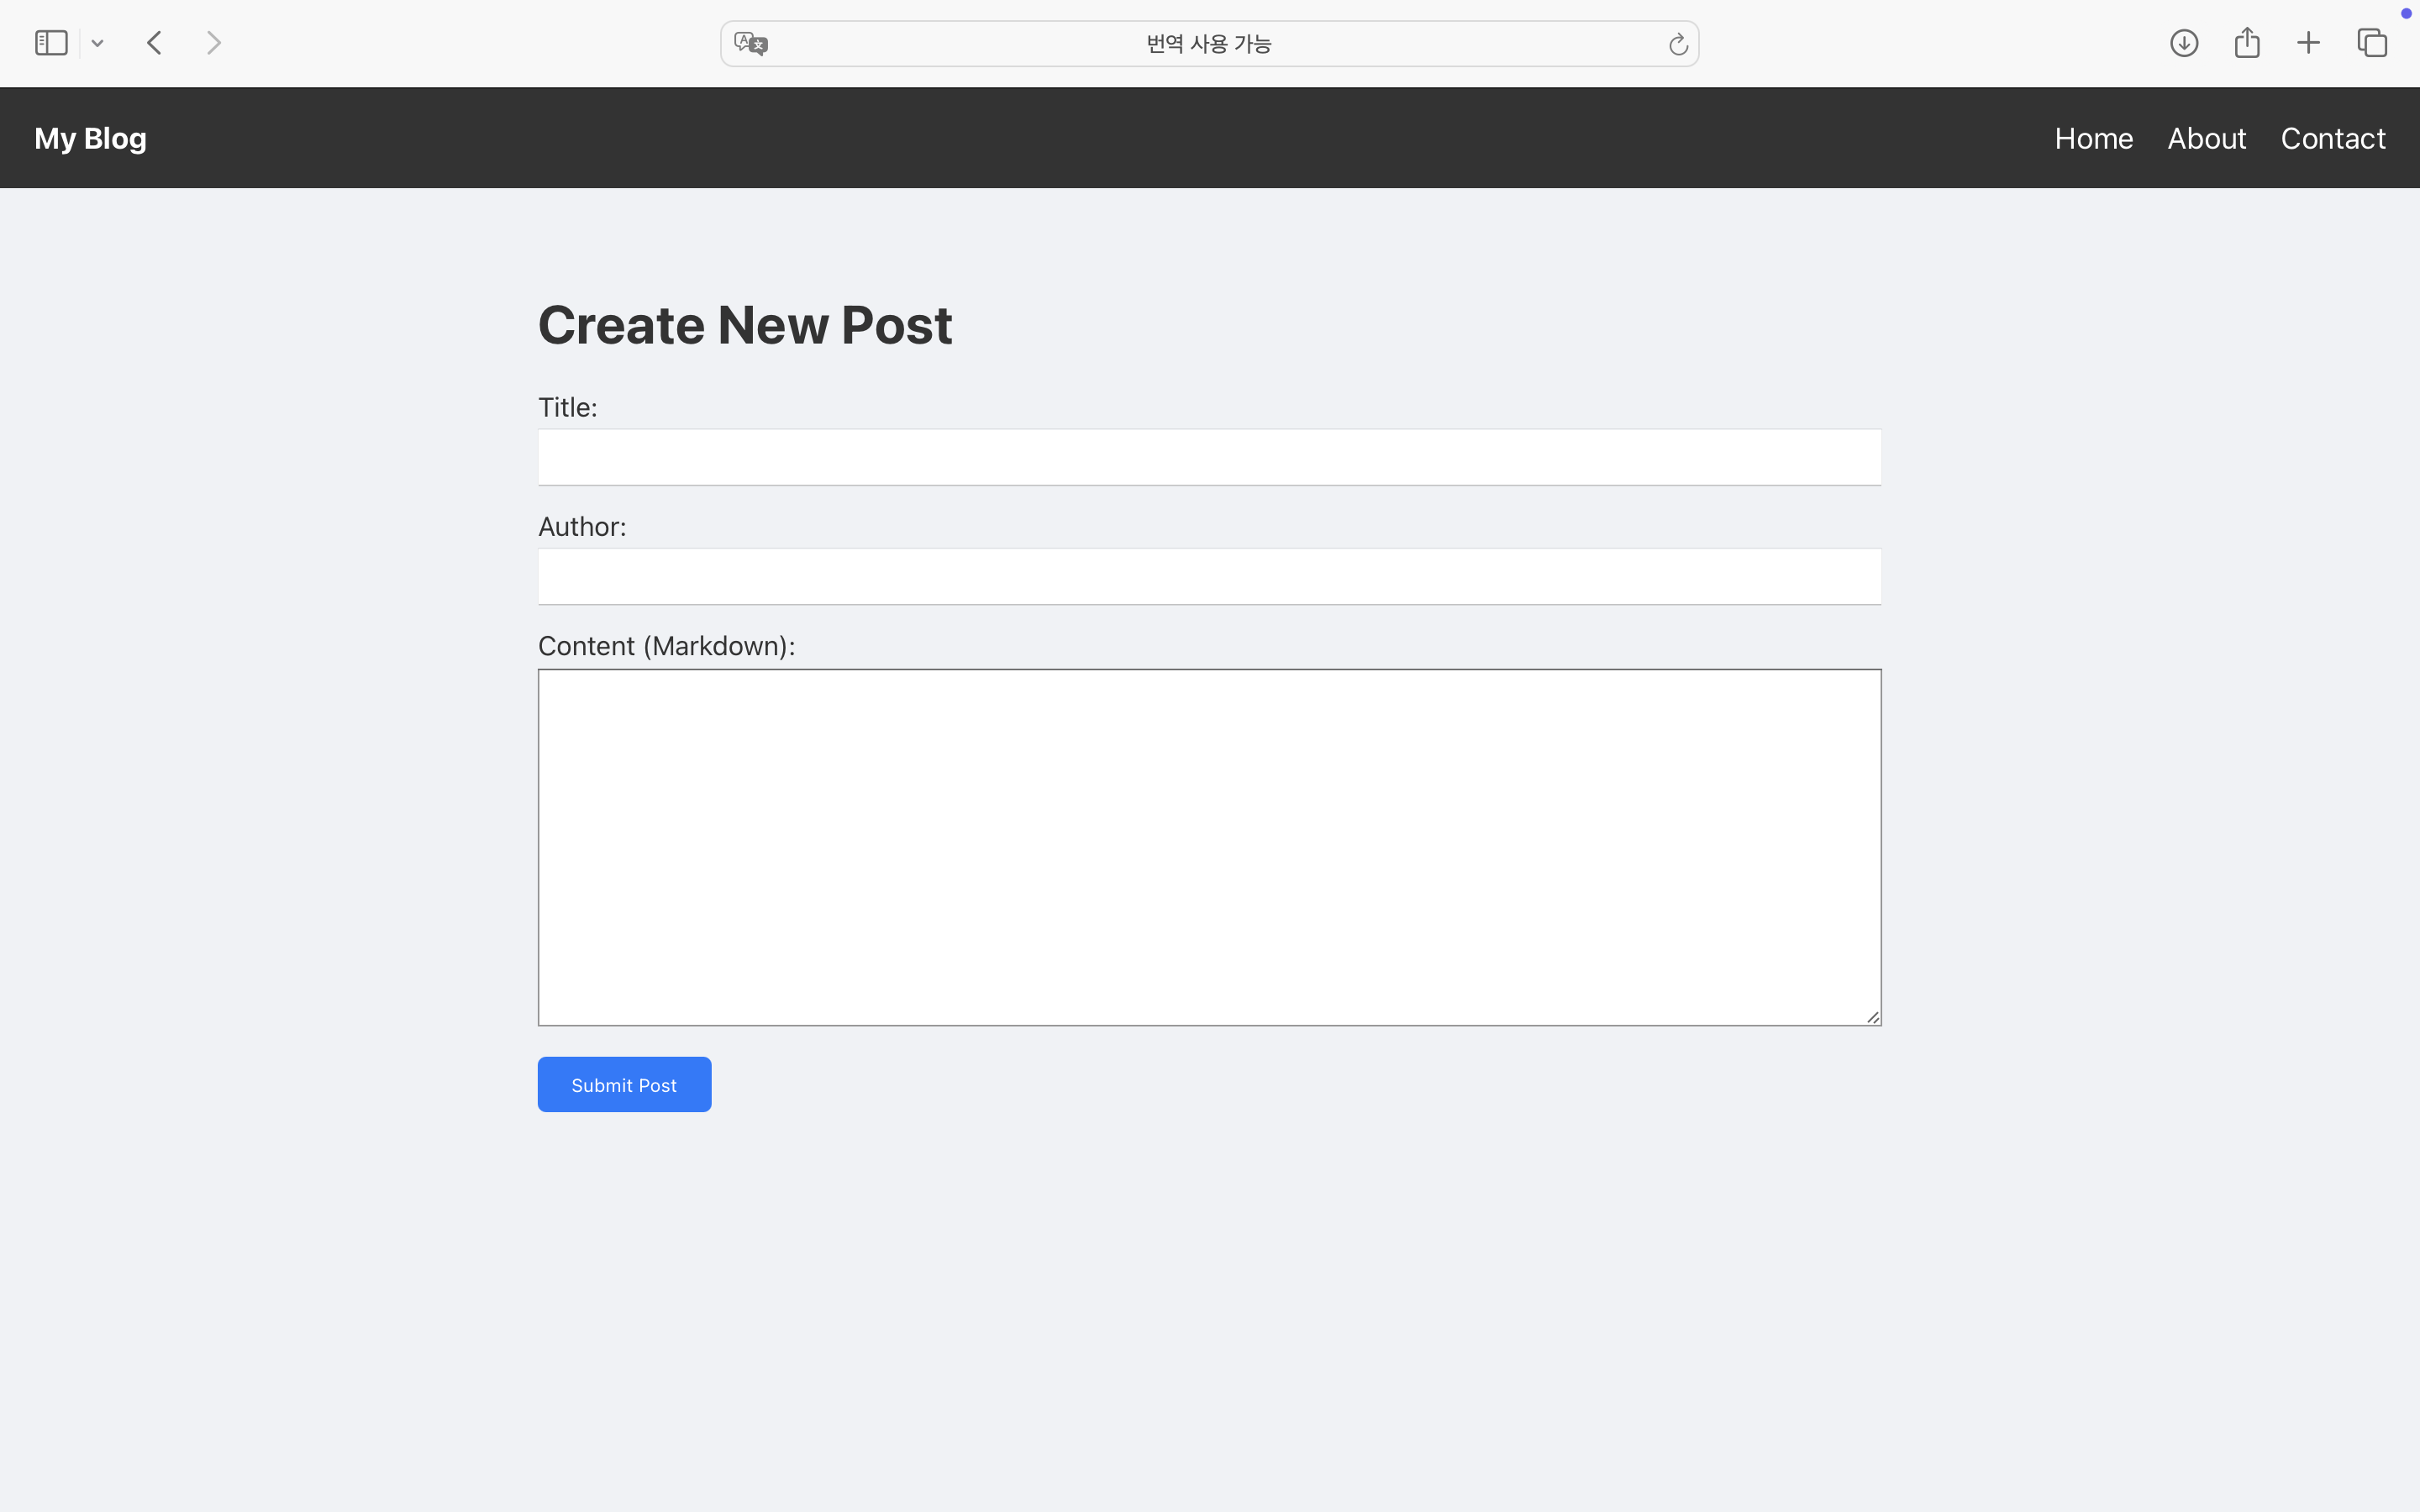 번역 사용 가능
My Blog
Home About Contact
Create New Post
Title:
Author:
Content (Markdown):
Submit Post